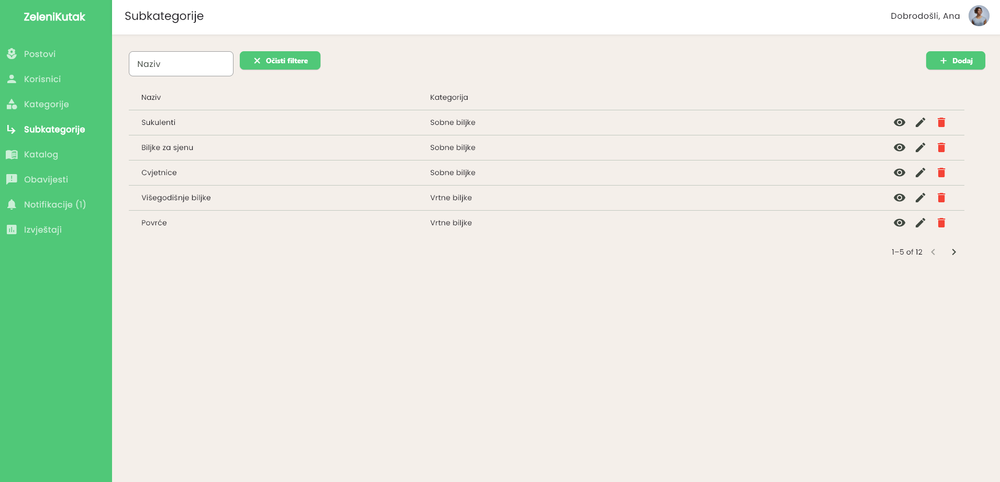 ZeleniKutak
Postovi
Korisnici
Kategorije
Subkategorije
Katalog
Obavijesti
Notifikacije (1)
Izvještaji
Subkategorije
Dobrodošli, Ana
Naziv
Očisti filtere
Dodaj
Naziv Kategorija
Sukulenti Sobne biljke
Biljke za sjenu Sobne biljke
Cvjetnice Sobne biljke
Višegodišnje biljke Vrtne biljke
Povrće Vrtne biljke
1–5 of 12